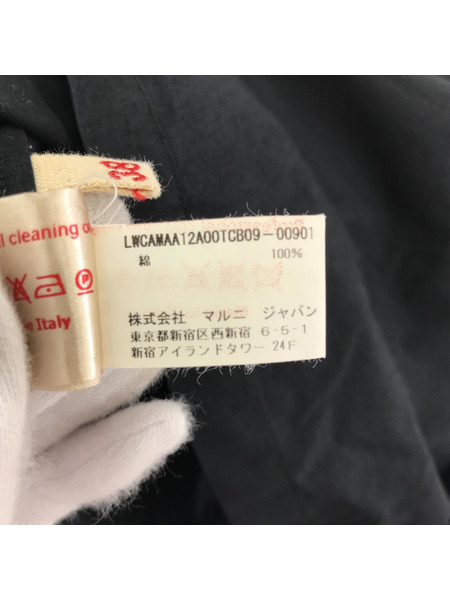 38
l cleaning o
Italy
LWCAMAA12A00TCB09-00901
綿 100%
株式会社 マルニ ジャパン
東京都新宿区西新宿 6-5-1
新宿アイランドタワー 24F